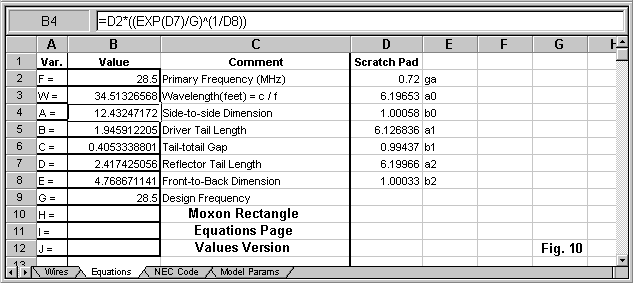 B4 =D2*((EXP(D7)/G)^(1/D8))
A B C D E F G H
1 Var. Value Comment Scratch Pad
2 F = 28.5 Primary Frequency (MHz) 0.72 ga
3 W = 34.51326568 Wavelength(feet) = c / f 6.19653 a0
4 A = 12.43247172 Side-to-side Dimension 1.00058 b0
5 B = 1.945912205 Driver Tail Length 6.126836 a1
6 C = 0.4053338801 Tail-totail Gap 0.99437 b1
7 D = 2.417425056 Reflector Tail Length 6.19966 a2
8 E = 4.768671141 Front-to-Back Dimension 1.00033 b2
9 G = 28.5 Design Frequency
10 H = Moxon Rectangle
11 I = Equations Page
12 J = Values Version Fig. 10
13
Wires Equations NEC Code Model Params